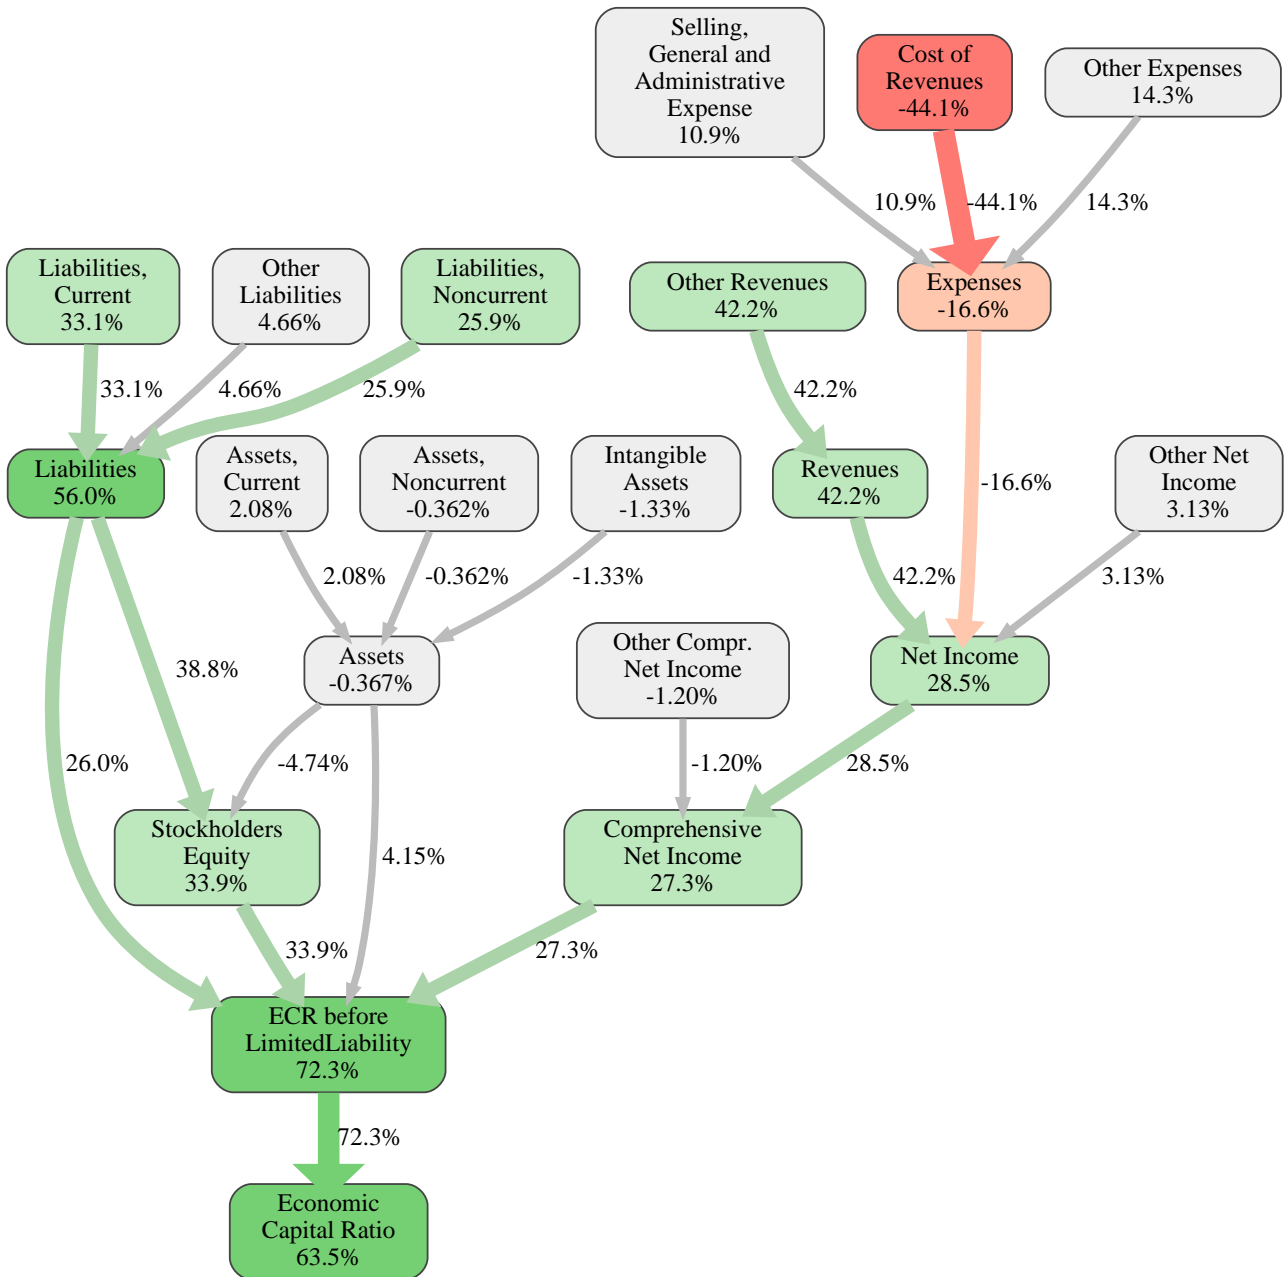 Selling,
General and
Administrative
Expense
10.9%
Cost of
Revenues
-44.1%
Other Expenses
14.3%
10.9%
-44.1%
14.3%
Liabilities,
Current
33.1%
Other
Liabilities
4.66%
Liabilities,
Noncurrent
25.9%
Other Revenues
42.2%
Expenses
-16.6%
33.1%
4.66%
25.9%
42.2%
-16.6%
Liabilities
56.0%
Assets,
Current
2.08%
Assets,
Noncurrent
-0.362%
Intangible
Assets
-1.33%
Revenues
42.2%
Other Net
Income
3.13%
2.08%
-0.362%
-1.33%
42.2%
3.13%
38.8%
Assets
-0.367%
Other Compr.
Net Income
-1.20%
Net Income
28.5%
26.0%
-4.74%
-1.20%
28.5%
Stockholders
Equity
33.9%
4.15%
Comprehensive
Net Income
27.3%
33.9%
27.3%
ECR before
LimitedLiability
72.3%
72.3%
Economic
Capital Ratio
63.5%